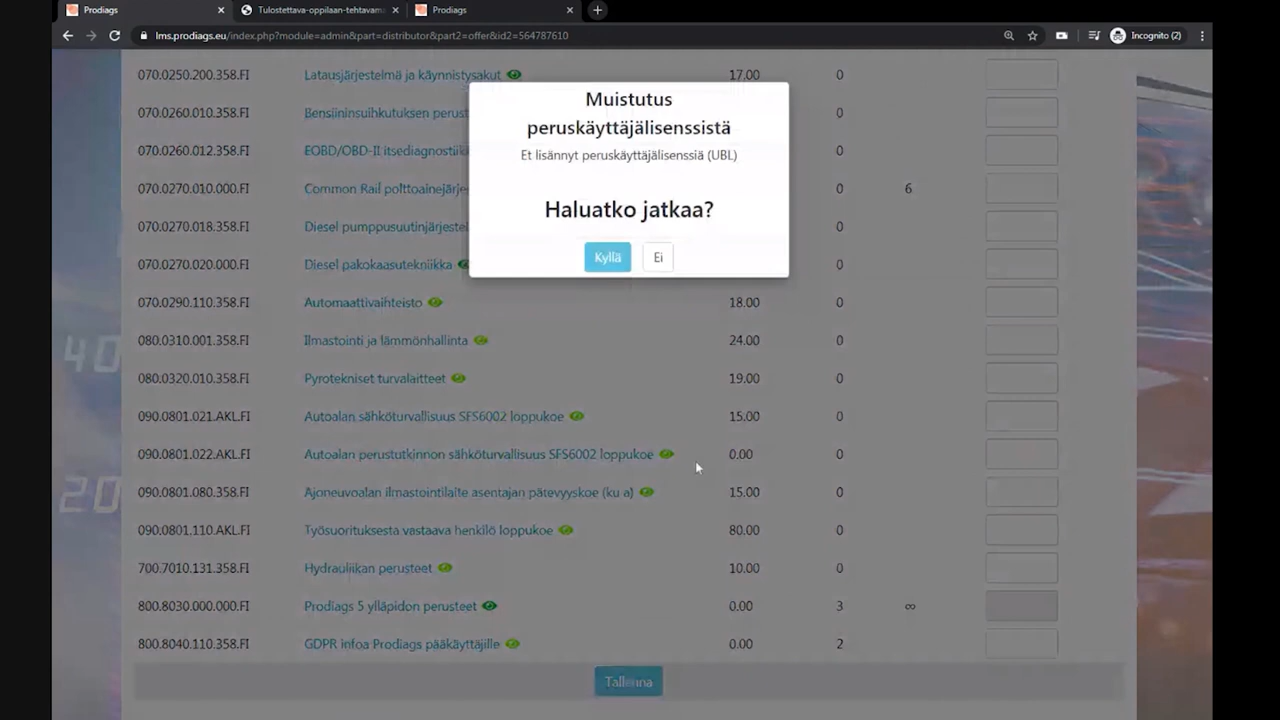 Prodiags
Tulostettava-oppilaan-tehtavam
Prodiags
lms.prodiags.eu/index.php?module=admin&part=distributor&part2=offer&id2=564787610
Incognito (2)
070.0250.200.358.FI Latausjärjestelmä ja käynnistysakut 17.00 0
Muistutus
peruskäyttäjälisenssistä
Et lisännyt peruskäyttäjälisenssiä (UBL)
Haluatko jatkaa?
Kyllä Ei
070.0260.010.358.FI Bensiininsuihkutuksen perust 0
070.0260.012.358.FI EOBD/OBD-II itsediagnostiik 0
070.0270.010.000.FI Common Rail polttoainejärje 0 6
070.0270.018.358.FI Diesel pumppusuutinjärjestel 0
070.0270.020.000.FI Diesel pakokaasutekniikka 0
070.0290.110.358.FI Automaattivaihteisto 18.00 0
080.0310.001.358.FI Ilmastointi ja lämmönhallinta 24.00 0
080.0320.010.358.FI Pyrotekniset turvalaitteet 19.00 0
090.0801.021.AKL.FI Autoalan sähköturvallisuus SFS6002 loppukoe 15.00 0
090.0801.022.AKL.FI Autoalan perustutkinnon sähköturvallisuus SFS6002 loppukoe 0.00 0
090.0801.080.358.FI Ajoneuvoalan ilmastointilaite asentajan pätevyyskoe (ku a) 15.00 0
090.0801.110.AKL.FI Työsuorituksesta vastaava henkilö loppukoe 80.00 0
700.7010.131.358.FI Hydrauliikan perusteet 10.00 0
800.8030.000.000.FI Prodiags 5 ylläpidon perusteet 0.00 3 ∞
800.8040.110.358.FI GDPR infoa Prodiags pääkäyttäjille 0.00 2
Tallenna
40
20